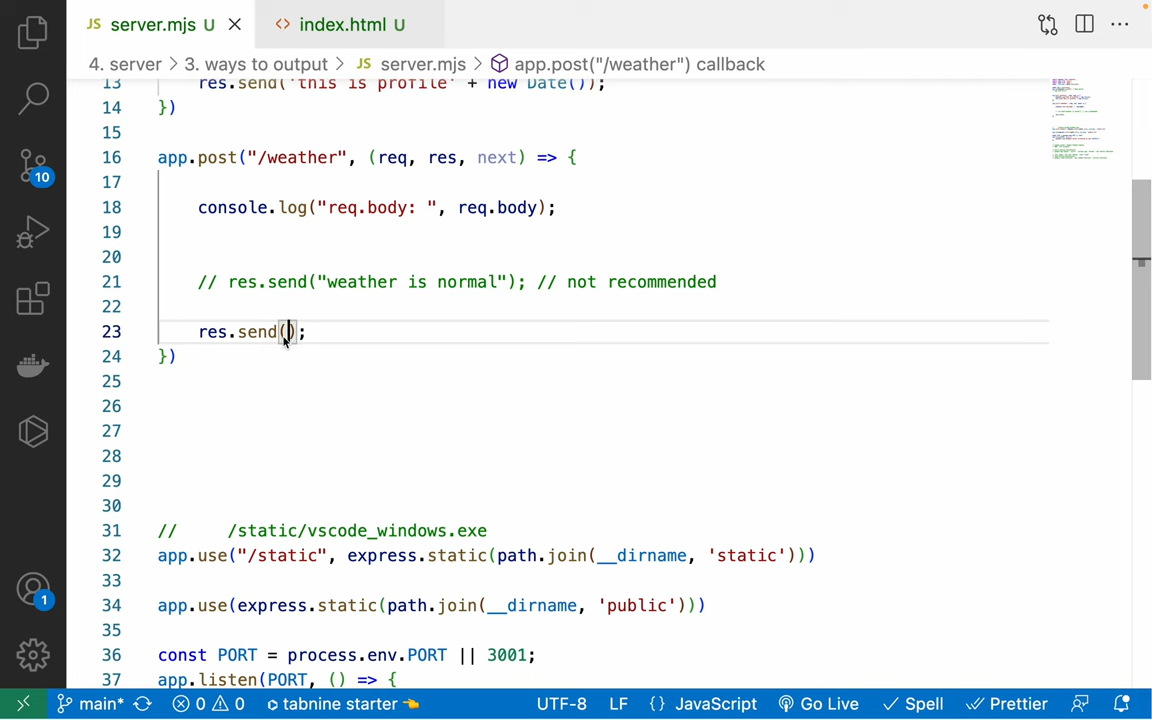 JS server.mjs U
<> index.html U
4. server > 3. ways to output > JS server.mjs > app.post("/weather") callback
13 res.send('this is profile' + new Date());
14 })
15
16 app.post("/weather", (req, res, next) => {
17
18 console.log("req.body: ", req.body);
19
20
21 // res.send("weather is normal"); // not recommended
22
23 res.send();
24 })
25
26
27
28
29
30
31 // /static/vscode_windows.exe
32 app.use("/static", express.static(path.join(__dirname, 'static')))
33
34 app.use(express.static(path.join(__dirname, 'public')))
35
36 const PORT = process.env.PORT || 3001;
37 app.listen(PORT, () => {
10
1
main* 0 0 tabnine starter 👈 UTF-8 LF {} JavaScript Go Live Spell Prettier